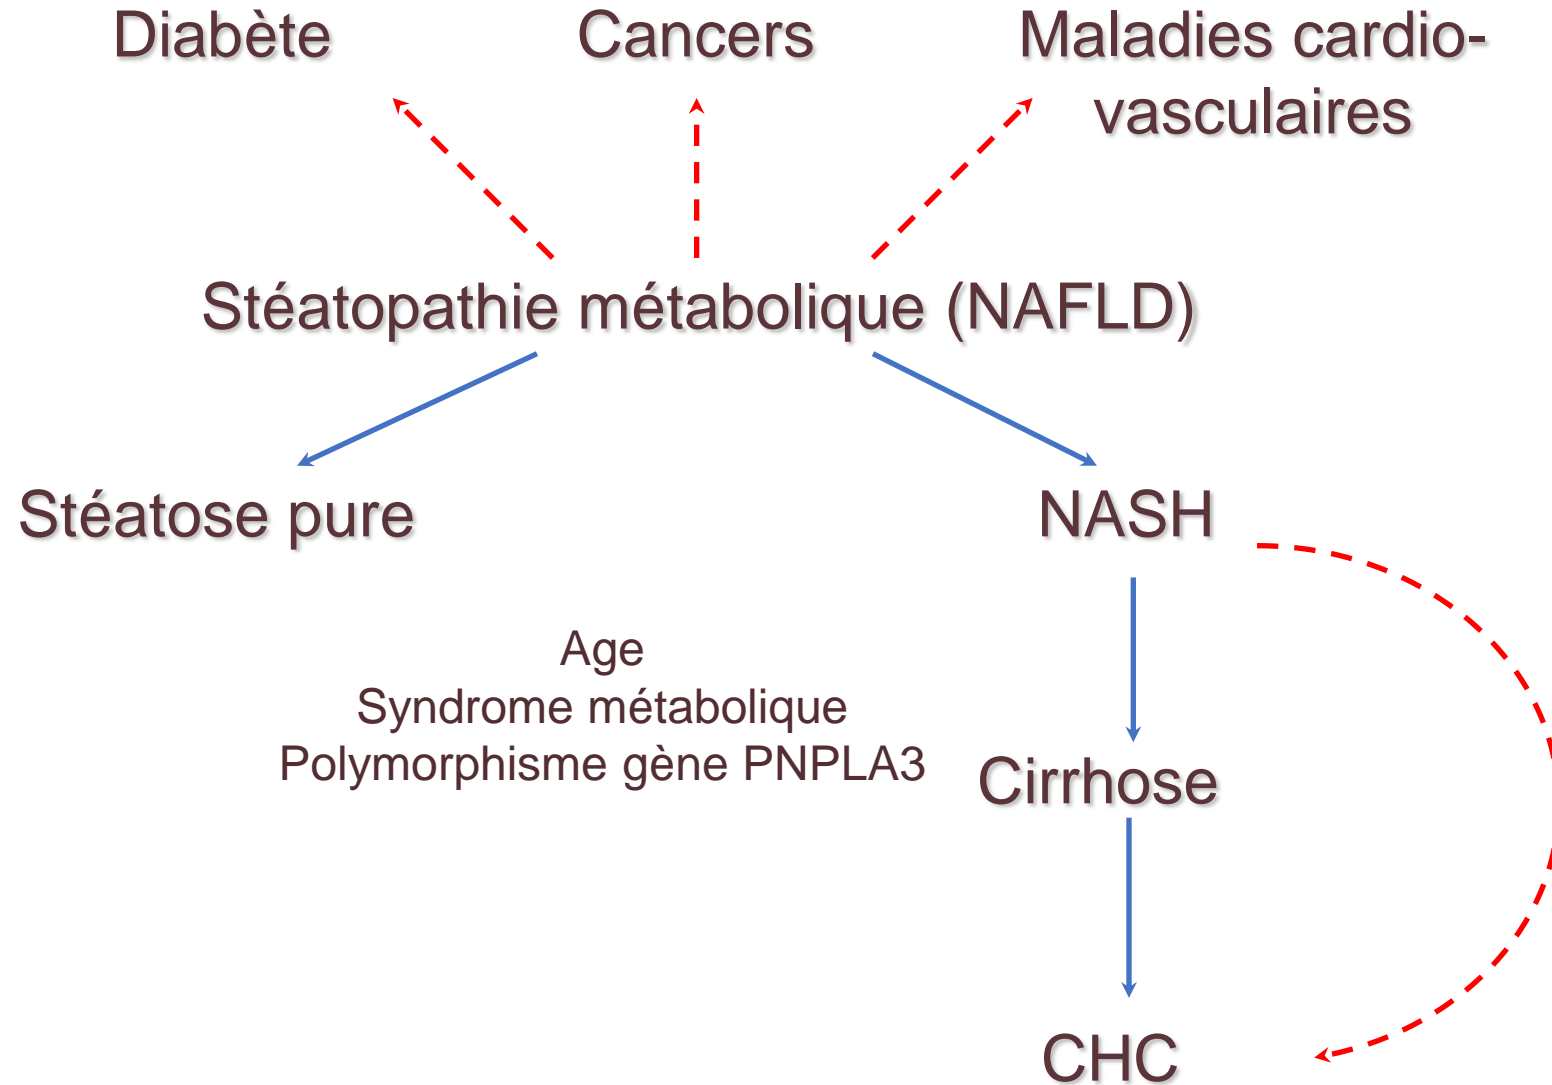 Diabète
Cancers
Maladies cardio-
vasculaires
Stéatopathie métabolique (NAFLD)
Stéatose pure
NASH
Age
Syndrome métabolique
Polymorphisme gène PNPLA3
Cirrhose
CHC